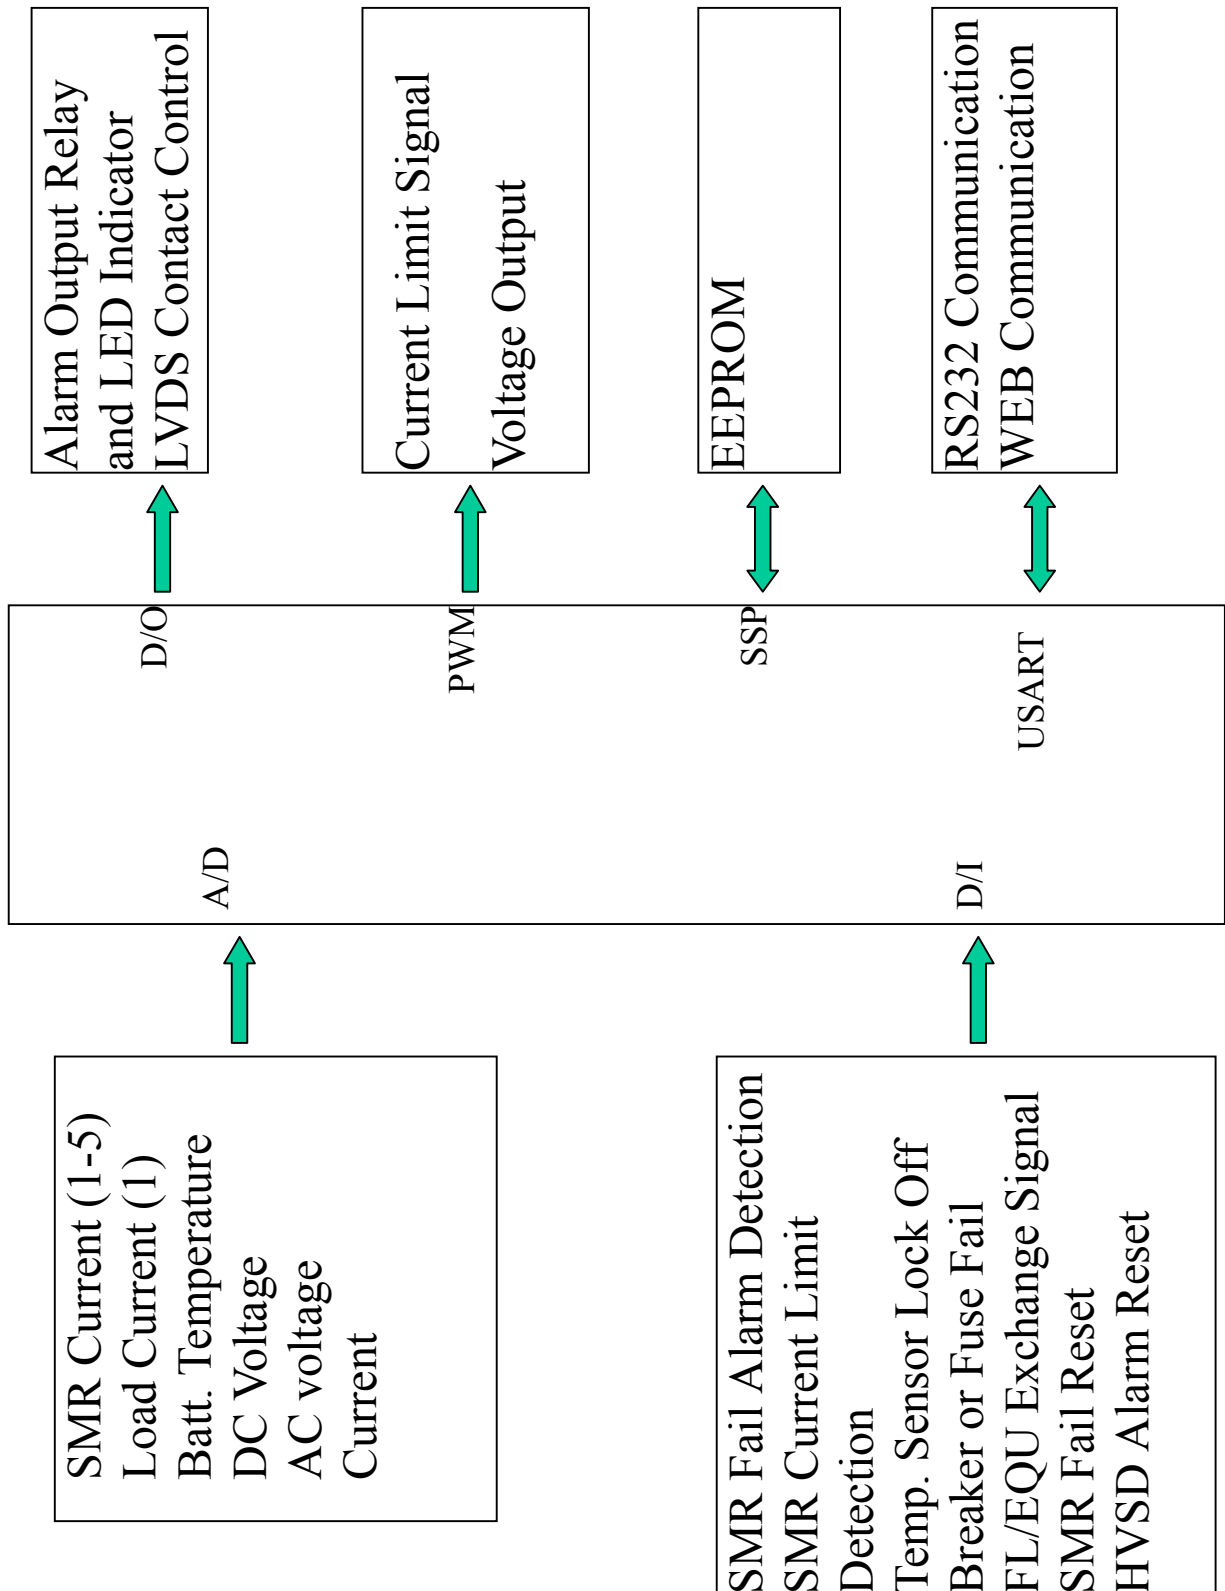 SMR Current (1-5)
Load Current (1)
Batt. Temperature
DC Voltage
AC voltage
Current
SMR Fail Alarm Detection
SMR Current Limit
Detection
Temp. Sensor Lock Off
Breaker or Fuse Fail
FL/EQU Exchange Signal
SMR Fail Reset
HVSD Alarm Reset
A/D
D/I
D/O
PWM
SSP
USART
Alarm Output Relay
and LED Indicator
LVDS Contact Control
Current Limit Signal
Voltage Output
EEPROM
RS232 Communication
WEB Communication